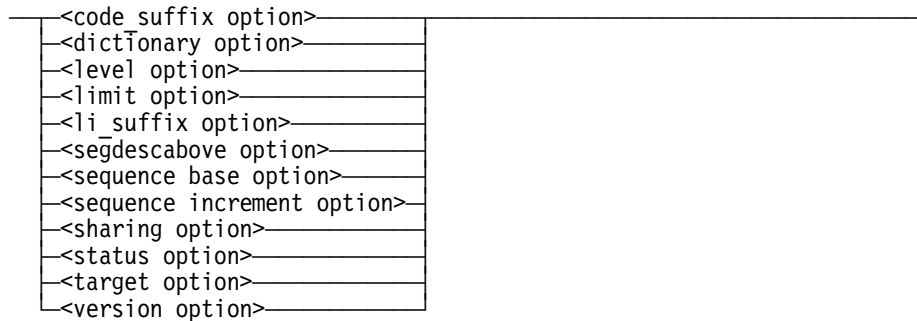 <code_suffix option>
<dictionary option>
<level option>
<limit option>
<li_suffix option>
<segdescabove option>
<sequence base option>
<sequence increment option>
<sharing option>
<status option>
<target option>
<version option>